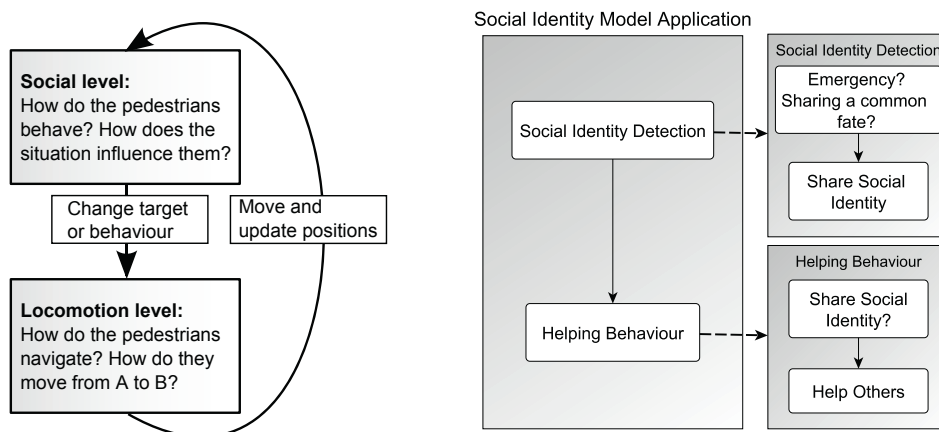 Social level:
How do the pedestrians
behave? How does the
situation influence them?
Change target
or behaviour
Move and
update positions
Locomotion level:
How do the pedestrians
navigate? How do they
move from A to B?
Social Identity Model Application
Social Identity Detection
Helping Behaviour
Social Identity Detection
Emergency?
Sharing a common
fate?
Share Social
Identity
Helping Behaviour
Share Social
Identity?
Help Others